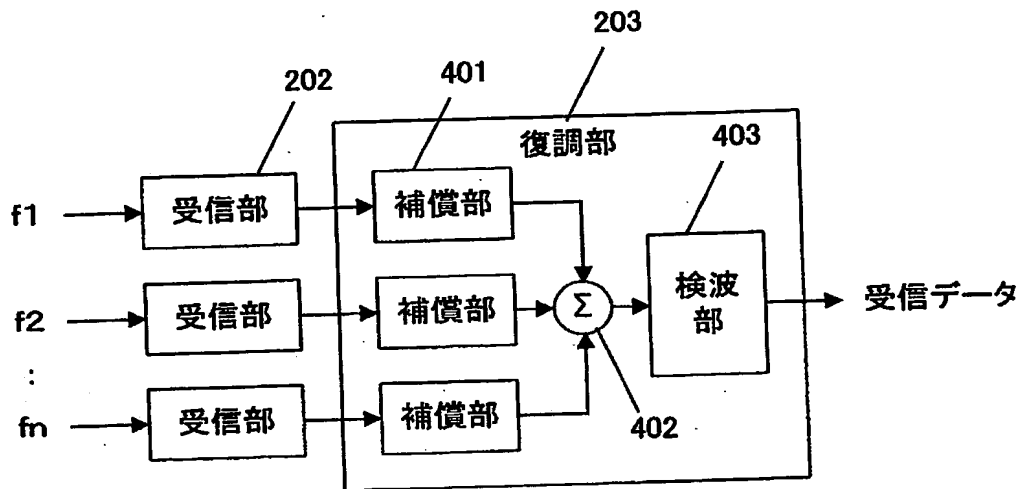 203
202
401
復調部
403
f1
受信部
補償部
f2
受信部
補償部
Σ
検波
部
受信データ
:
fn
受信部
補償部
402